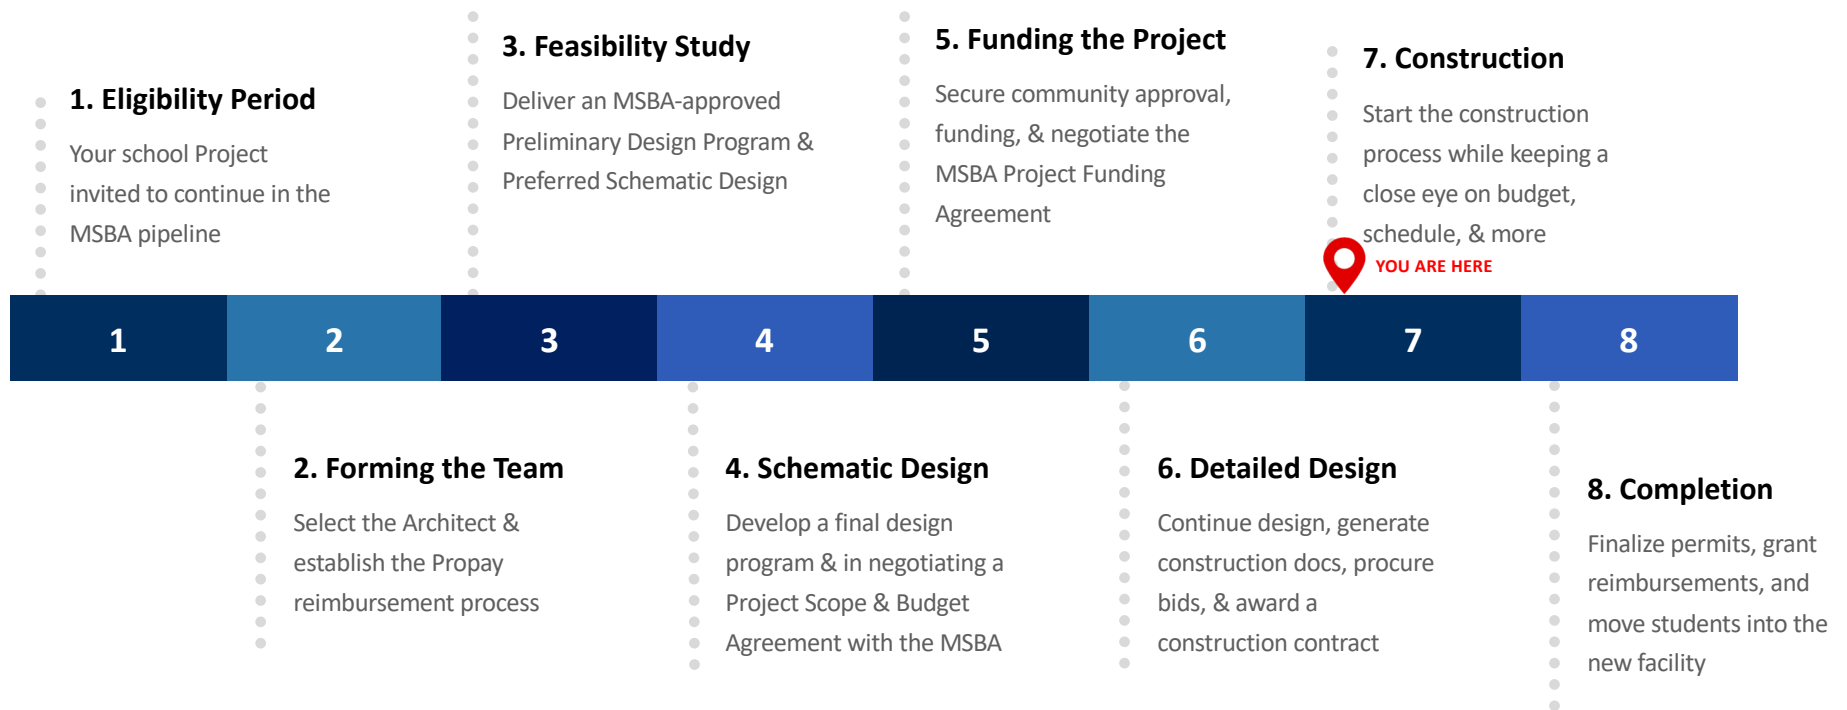 1. Eligibility Period
Your school Project
invited to continue in the
MSBA pipeline
3. Feasibility Study
Deliver an MSBA-approved
Preliminary Design Program &
Preferred Schematic Design
5. Funding the Project
Secure community approval,
funding, & negotiate the
MSBA Project Funding
Agreement
7. Construction
Start the construction
process while keeping a
close eye on budget,
schedule, & more
YOU ARE HERE
1
2
3
4
5
6
7
8
2. Forming the Team
Select the Architect &
establish the Propay
reimbursement process
4. Schematic Design
Develop a final design
program & in negotiating a
Project Scope & Budget
Agreement with the MSBA
6. Detailed Design
Continue design, generate
construction docs, procure
bids, & award a
construction contract
8. Completion
Finalize permits, grant
reimbursements, and
move students into the
new facility